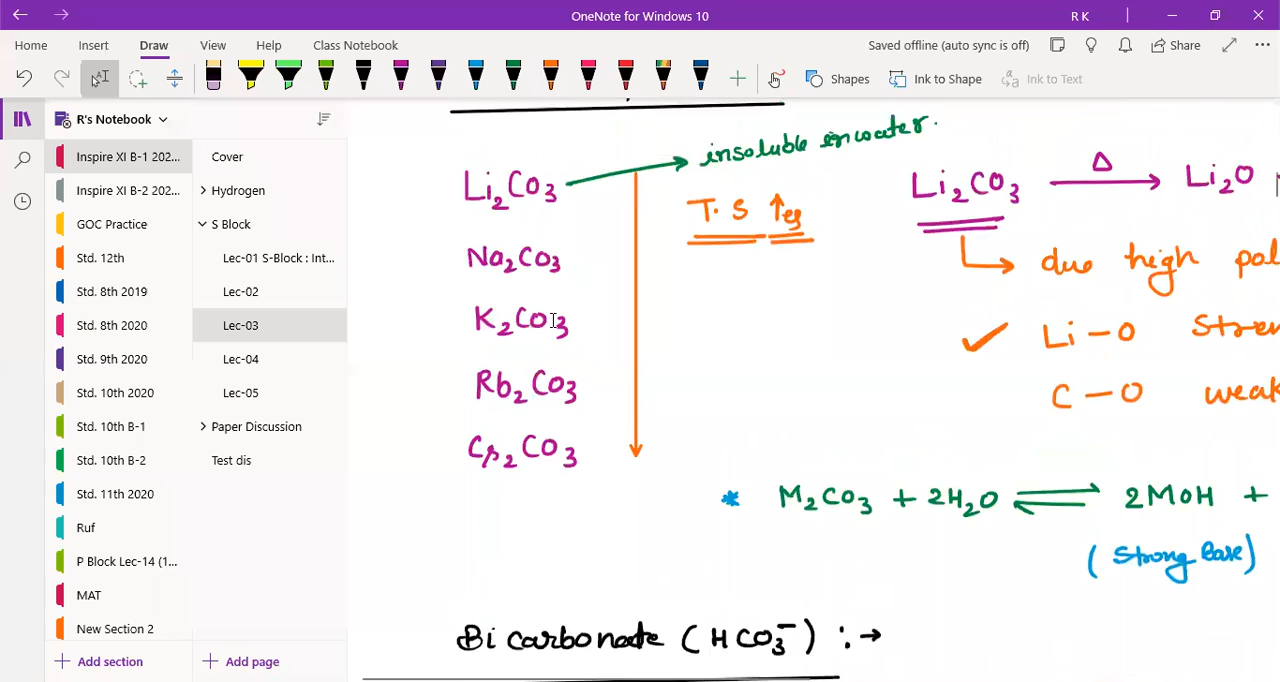 OneNote for Windows 10
R K
Home Insert Draw View Help Class Notebook
Saved offline (auto sync is off) Share
Shapes Ink to Shape Ink to Text
R's Notebook
Inspire XI B-1 202...
Inspire XI B-2 202...
GOC Practice
Std. 12th
Std. 8th 2019
Std. 8th 2020
Std. 9th 2020
Std. 10th 2020
Std. 10th B-1
Std. 10th B-2
Std. 11th 2020
Ruf
P Block Lec-14 (1...
MAT
New Section 2
+ Add section
Cover
Hydrogen
S Block
Lec-01 S-Block : Int...
Lec-02
Lec-03
Lec-04
Lec-05
Paper Discussion
Test dis
+ Add page
Li₂CO₃ → insoluble in water.
T.S ↑es
Na₂CO₃
K₂CO₃
Rb₂CO₃
Cs₂CO₃
Li₂CO₃ Δ→ Li₂O
↳ due high pol
✓ Li – O Stron
C – O weak
* M₂CO₃ + 2H₂O ⇌ 2MOH +
(Strong base)
Bicarbonate (HCO₃⁻) :→